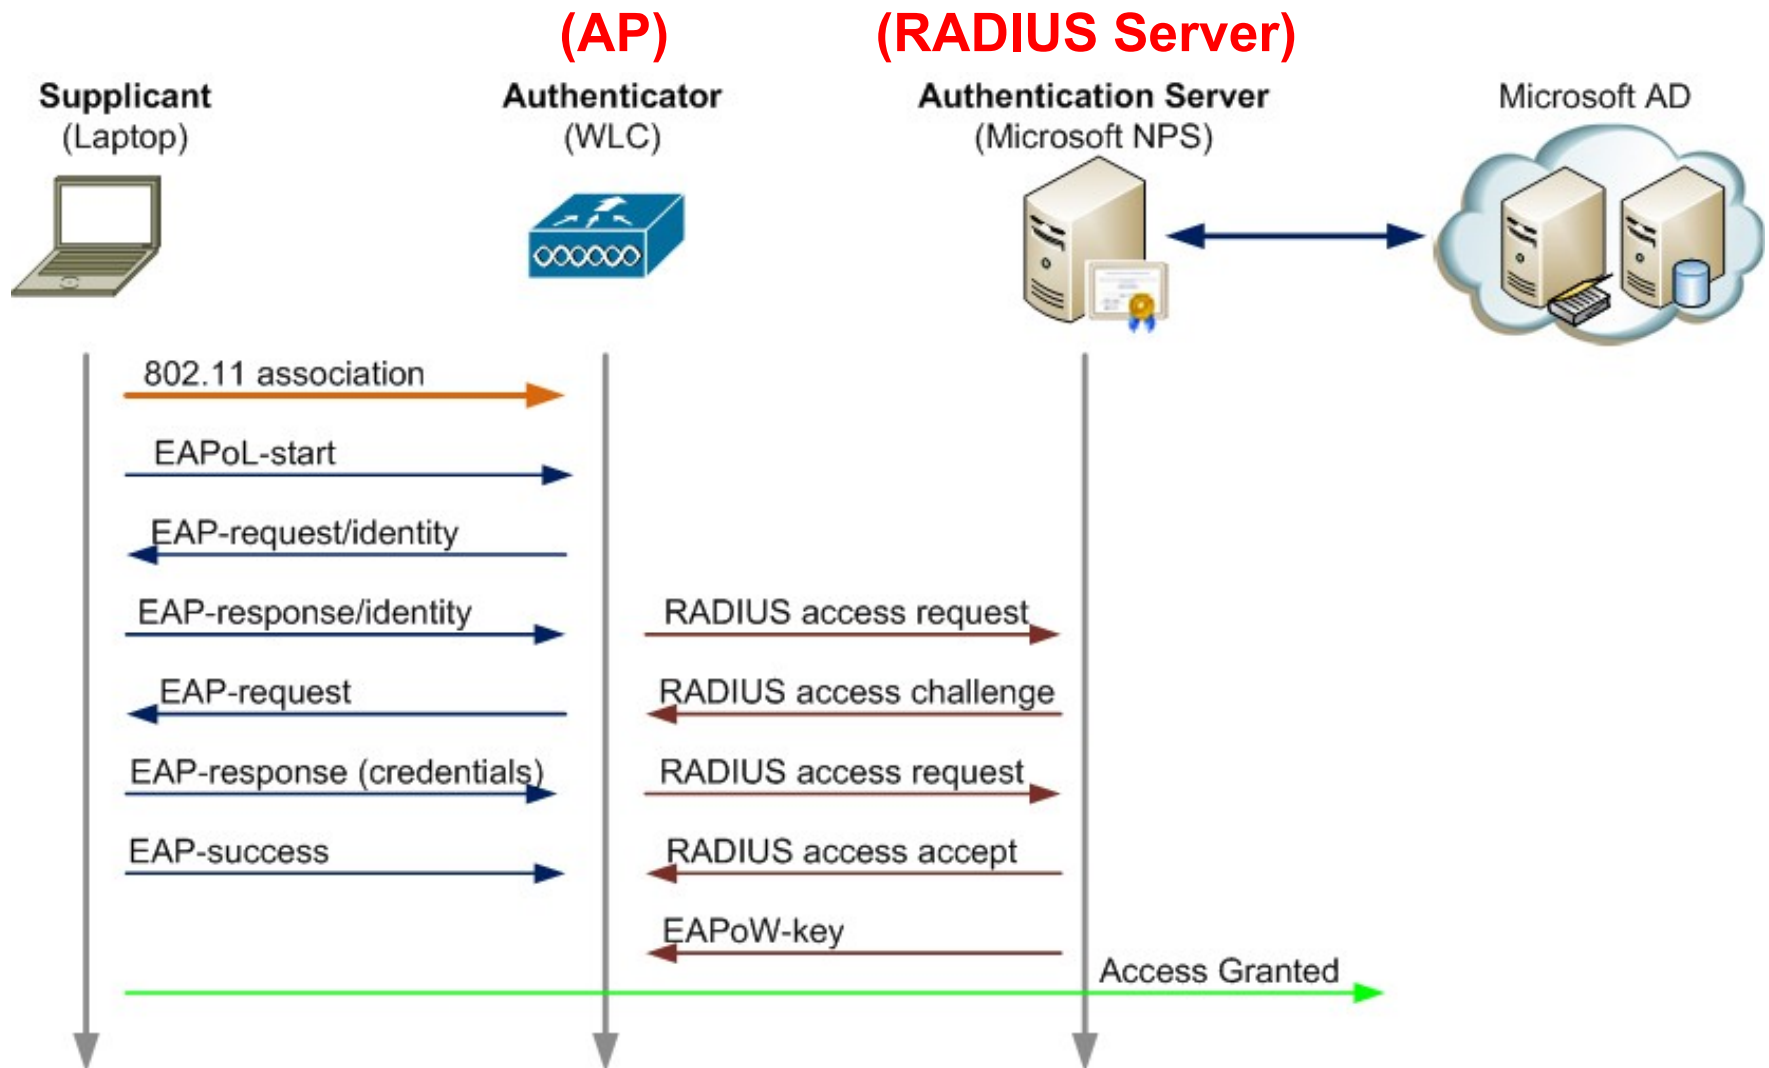 (AP) (RADIUS Server)
Supplicant Authenticator Authentication Server Microsoft AD
(Laptop) (WLC) (Microsoft NPS)
802.11 association
EAPoL-start
EAP-request/identity
EAP-response/identity RADIUS access request
EAP-request RADIUS access challenge
EAP-response (credentials) RADIUS access request
EAP-success RADIUS access accept
EAPoW-key
Access Granted